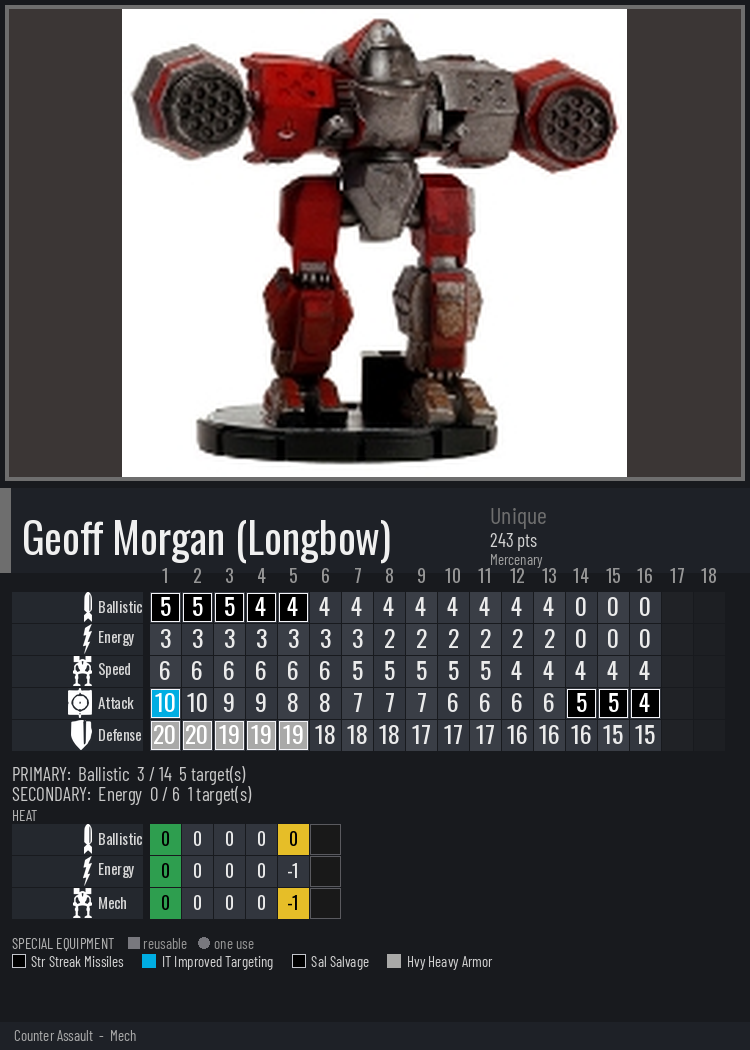 Geoff Morgan (Longbow)
Unique
243 pts
Mercenary
1 2 3 4 5 6 7 8 9 10 11 12 13 14 15 16 17 18
Ballistic 5 5 5 4 4 4 4 4 4 4 4 4 4 0 0 0
Energy 3 3 3 3 3 3 3 2 2 2 2 2 2 0 0 0
Speed 6 6 6 6 6 6 5 5 5 5 5 4 4 4 4 4
Attack 10 10 9 9 8 8 7 7 7 6 6 6 6 5 5 4
Defense 20 20 19 19 19 18 18 18 17 17 17 16 16 16 15 15
PRIMARY: Ballistic 3 / 14 5 target(s)
SECONDARY: Energy 0 / 6 1 target(s)
HEAT
Ballistic 0 0 0 0 0
Energy 0 0 0 0 -1
Mech 0 0 0 0 -1
SPECIAL EQUIPMENT reusable one use
Str Streak Missiles IT Improved Targeting Sal Salvage Hvy Heavy Armor
Counter Assault - Mech